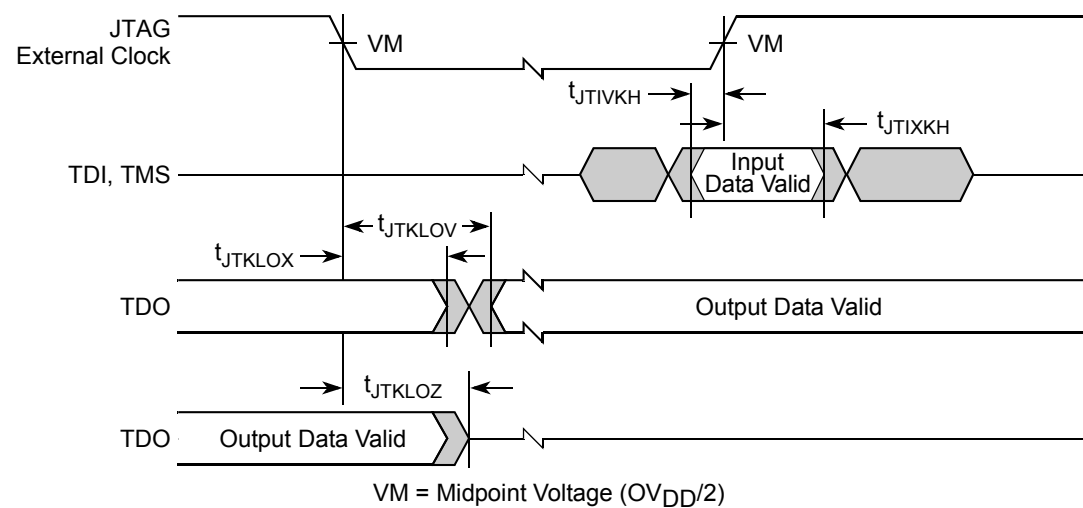 JTAG
External Clock
VM
VM
tJTIVKH
tJTIXKH
TDI, TMS
Input
Data Valid
tJTKLOV
tJTKLOX
TDO
Output Data Valid
tJTKLOZ
TDO
Output Data Valid
VM = Midpoint Voltage (OVDD/2)